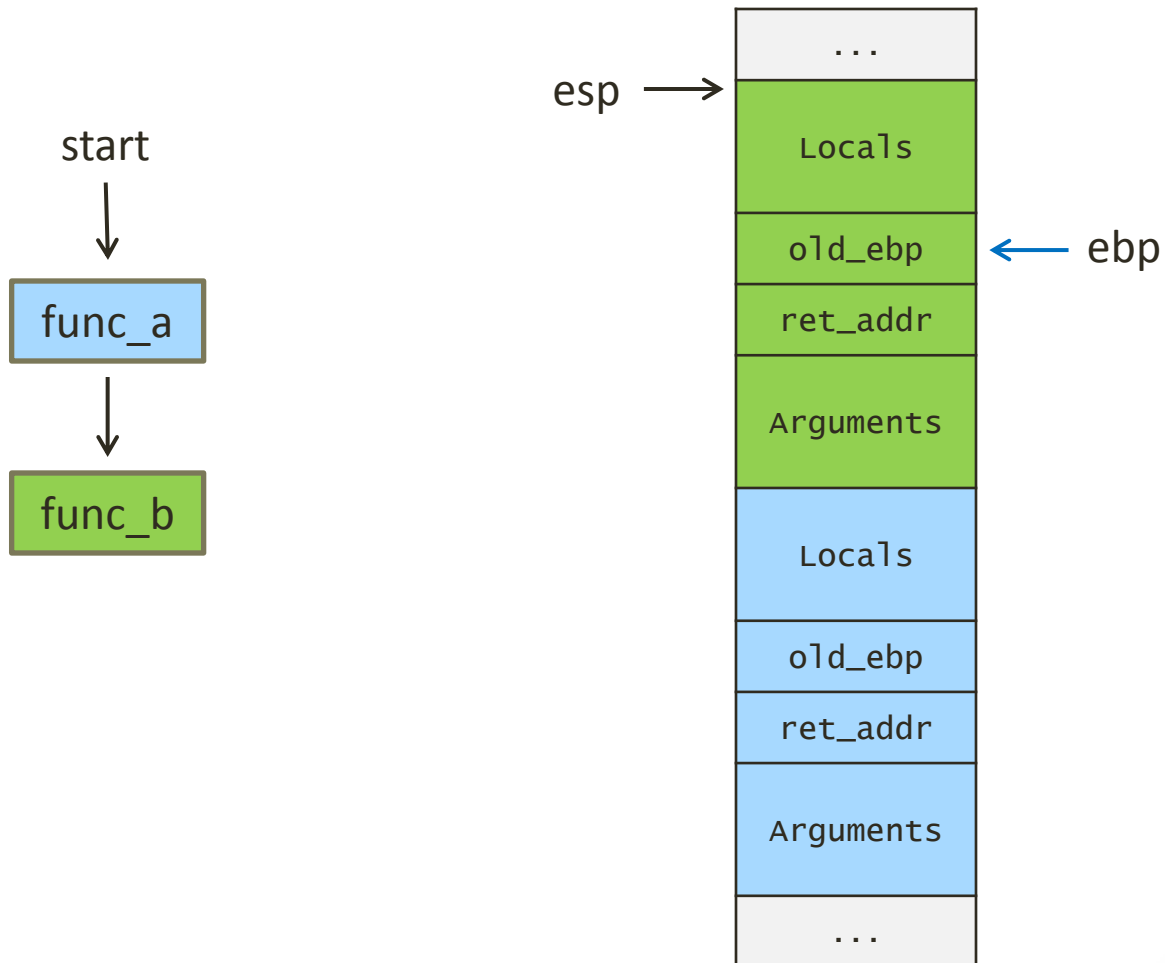 start
func_a
func_b
esp
ebp
...
Locals
old_ebp
ret_addr
Arguments
Locals
old_ebp
ret_addr
Arguments
...